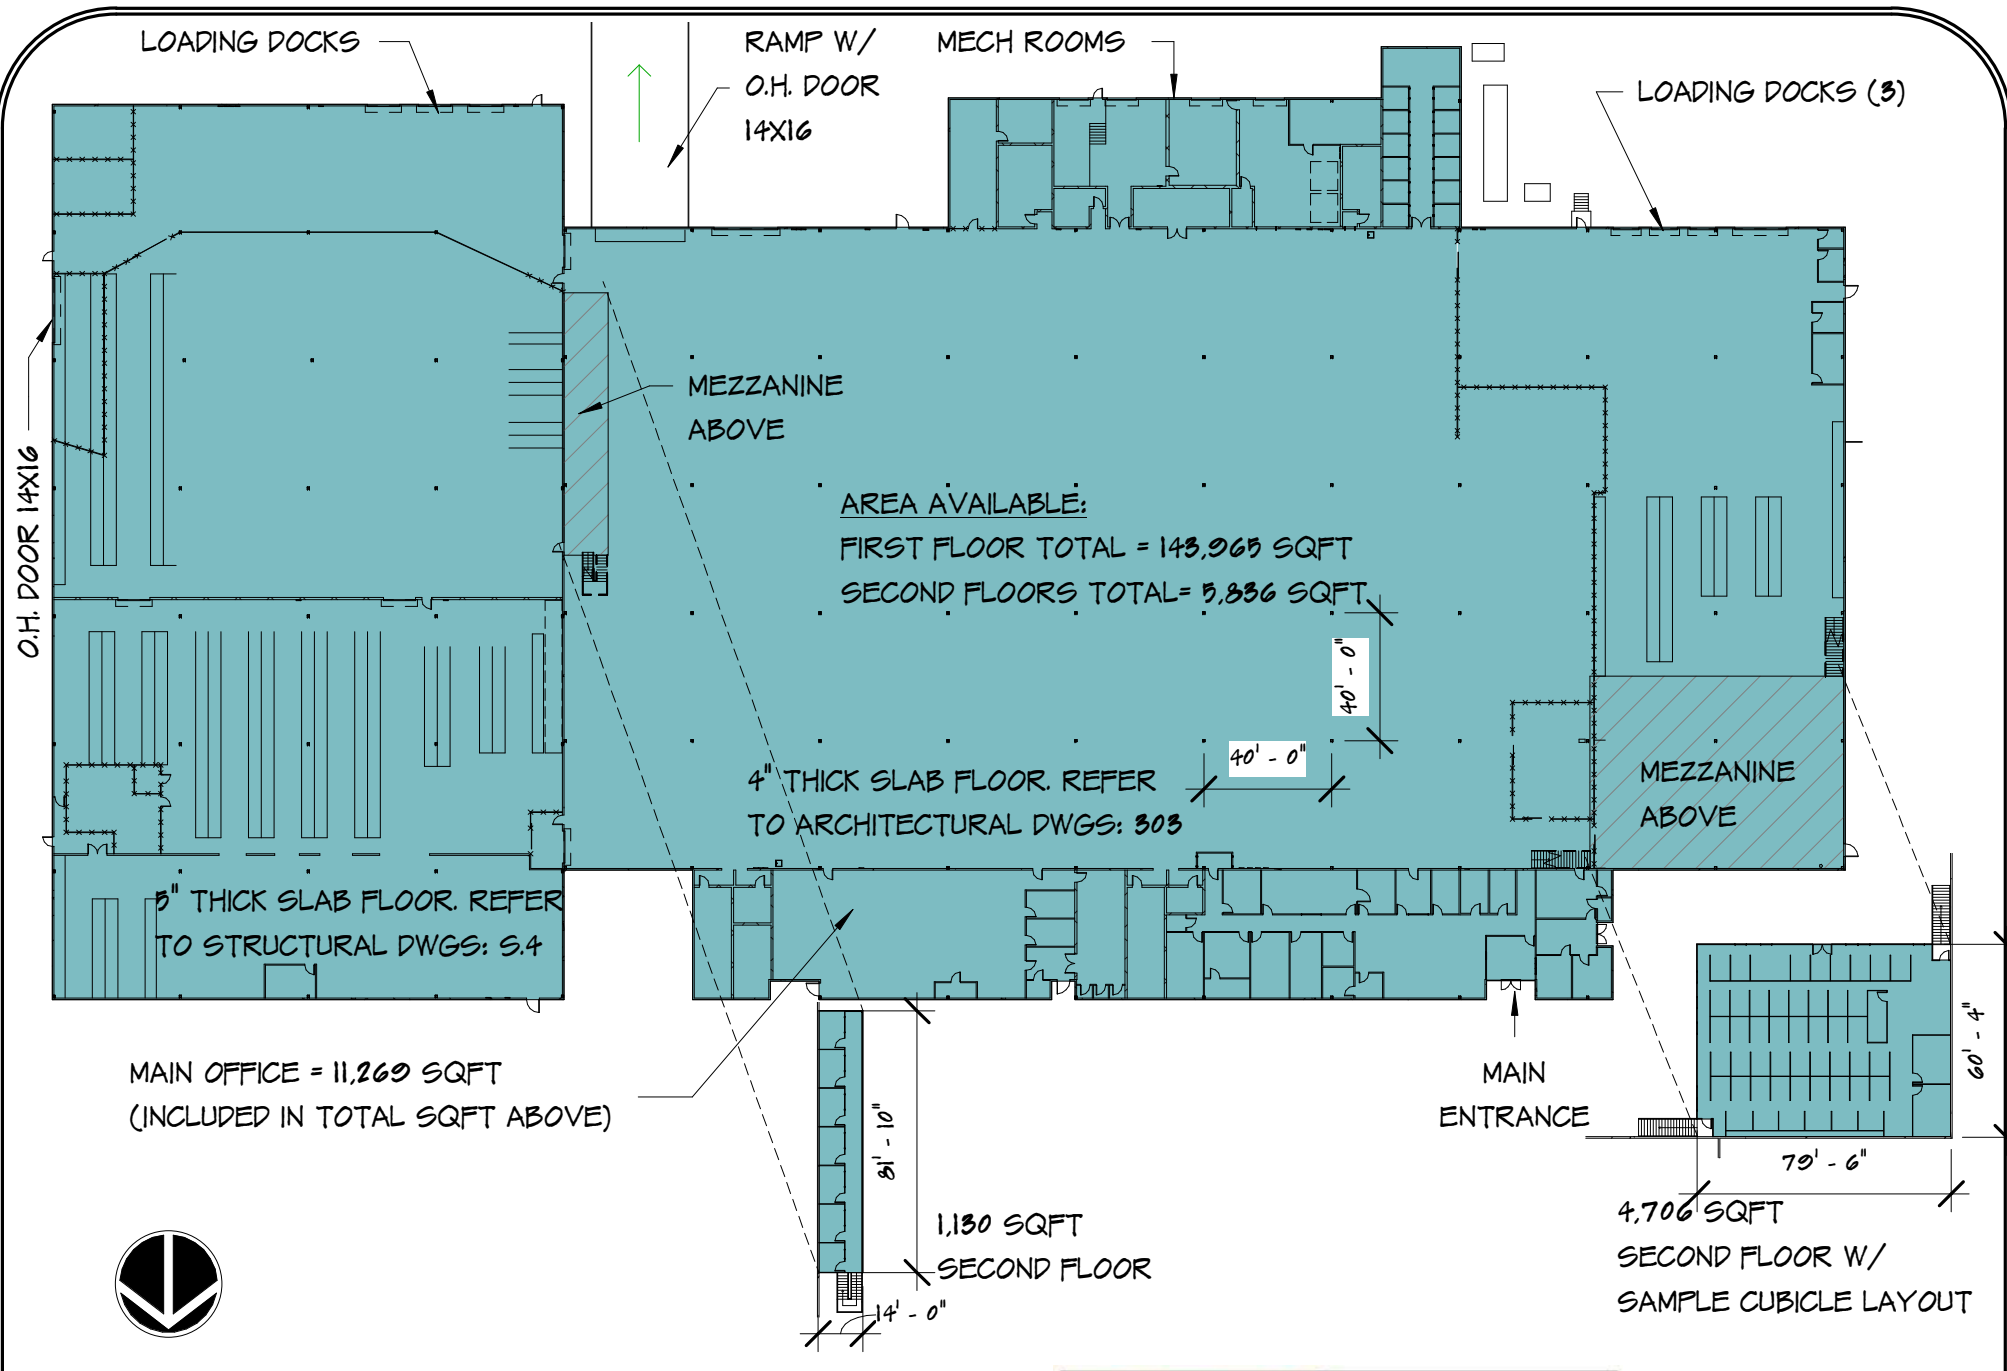 LOADING DOCKS
RAMP W/
O.H. DOOR
14X16
MECH ROOMS
LOADING DOCKS (3)
O.H. DOOR 14X16
MEZZANINE
ABOVE
AREA AVAILABLE:
FIRST FLOOR TOTAL = 143,965 SQFT
SECOND FLOORS TOTAL= 5,836 SQFT
40' - 0"
40' - 0"
4" THICK SLAB FLOOR. REFER
TO ARCHITECTURAL DWGS: 303
MEZZANINE
ABOVE
5" THICK SLAB FLOOR. REFER
TO STRUCTURAL DWGS: S.4
MAIN OFFICE = 11,269 SQFT
(INCLUDED IN TOTAL SQFT ABOVE)
MAIN
ENTRANCE
81' - 10"
1,130 SQFT
SECOND FLOOR
14' - 0"
60' - 4"
79' - 6"
4,706 SQFT
SECOND FLOOR W/
SAMPLE CUBICLE LAYOUT